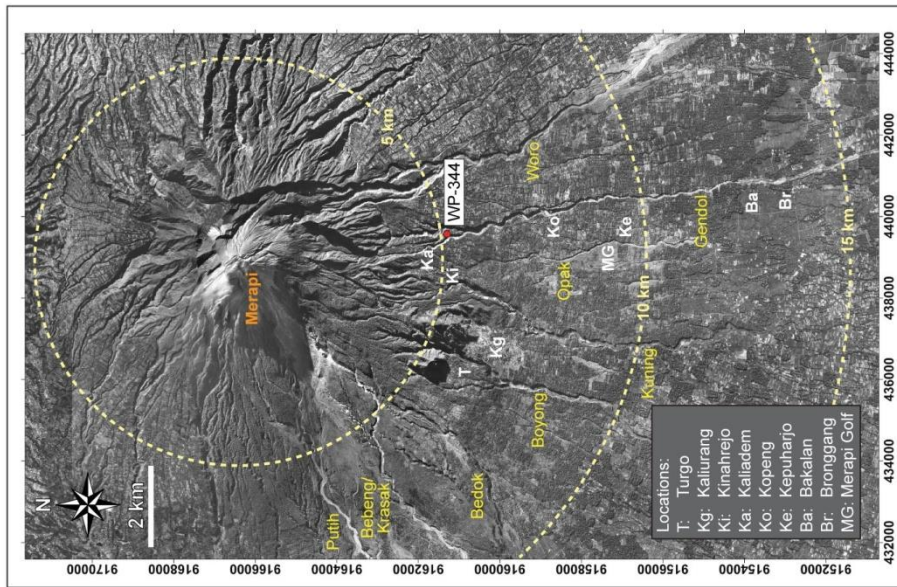 N
2 km
Merapi
5 km
Putih
Bebeng/
Krasak
Bedok
Boyong
Kuning
Opak
Gendol
Woro
WP-344
Ka
Ki
T
Kg
Ko
MG
Ke
Ba
Br
10 km
15 km
Locations:
T: Turgo
Kg: Kaliurang
Ki: Kinahrejo
Ka: Kaliadem
Ko: Kopeng
Ke: Kepuharjo
Ba: Bakalan
Br: Bronggang
MG: Merapi Golf
9170000
9168000
9166000
9164000
9162000
9160000
9158000
9156000
9154000
9152000
432000
434000
436000
438000
440000
442000
444000